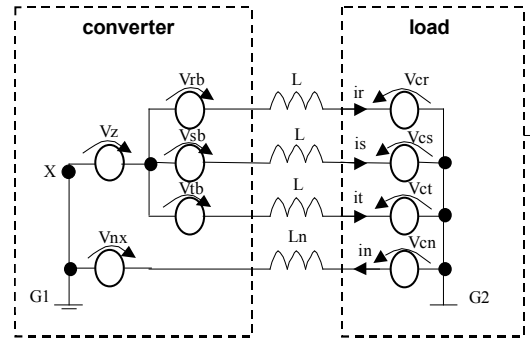 converter
load
Vrb
L
ir
Vcr
Vz
Vsb
L
is
Vcs
X
Vtb
L
it
Vct
Vnx
Ln
in
Vcn
G1
G2